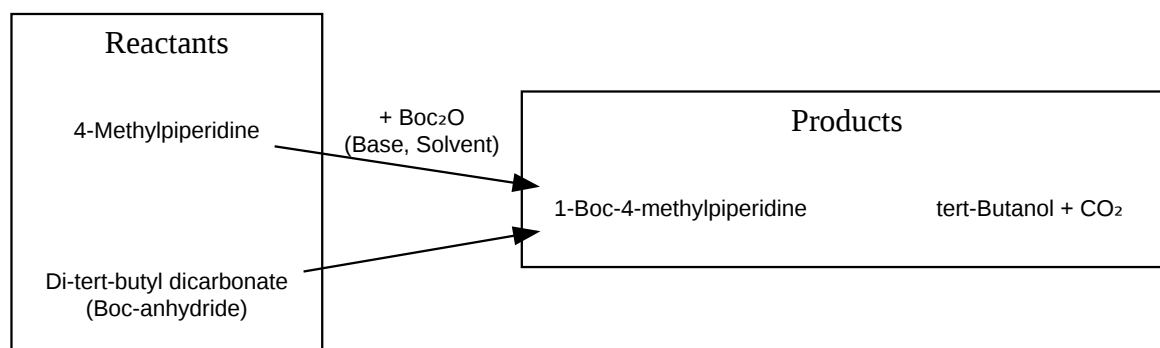 Reactants
4-Methylpiperidine
Di-tert-butyl dicarbonate
(Boc-anhydride)
+ Boc₂O
(Base, Solvent)
Products
1-Boc-4-methylpiperidine
tert-Butanol + CO₂